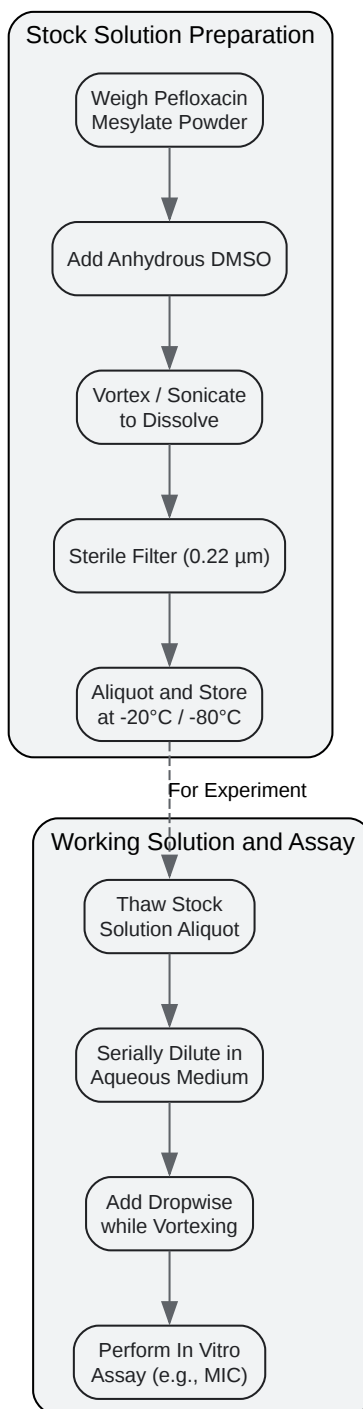 Stock Solution Preparation
Weigh Pefloxacin
Mesylate Powder
Add Anhydrous DMSO
Vortex / Sonicate
to Dissolve
Sterile Filter (0.22 µm)
Aliquot and Store
at -20°C / -80°C
For Experiment
Working Solution and Assay
Thaw Stock
Solution Aliquot
Serially Dilute in
Aqueous Medium
Add Dropwise
while Vortexing
Perform In Vitro
Assay (e.g., MIC)